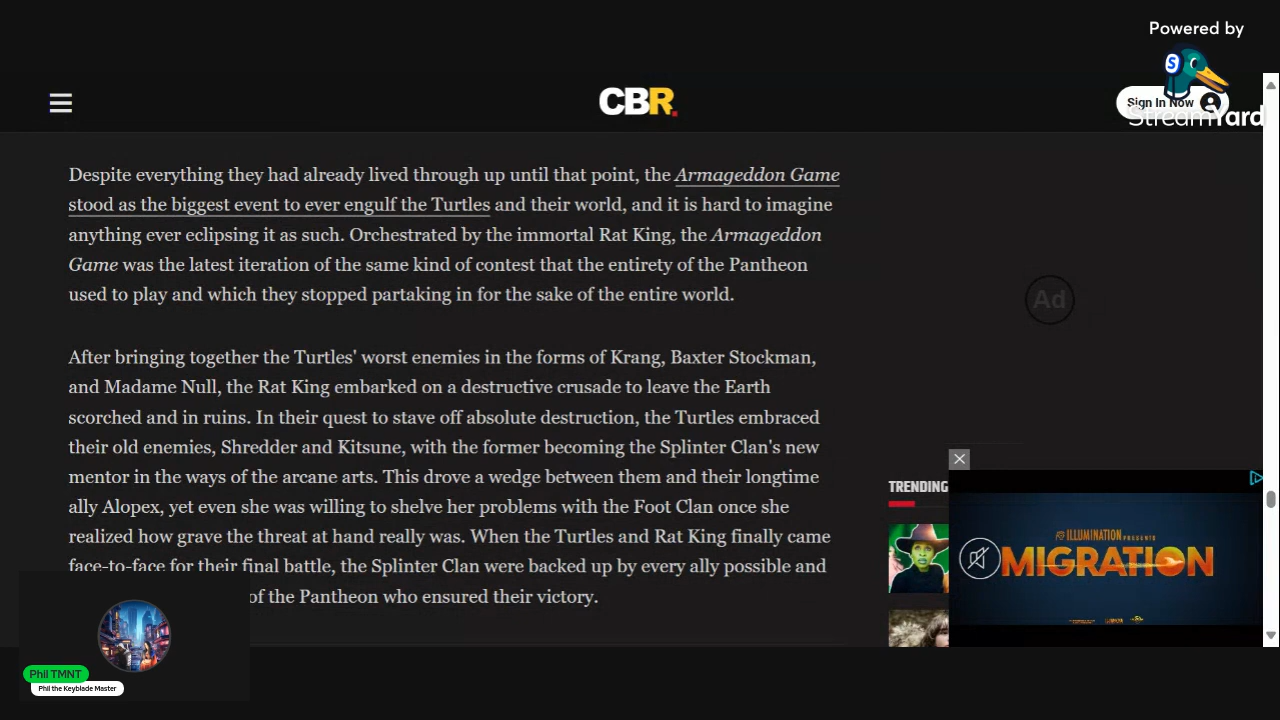 Powered by
S
StreamYard
CBR.
Sign In Now
Despite everything they had already lived through up until that point, the Armageddon Game
stood as the biggest event to ever engulf the Turtles and their world, and it is hard to imagine
anything ever eclipsing it as such. Orchestrated by the immortal Rat King, the Armageddon
Game was the latest iteration of the same kind of contest that the entirety of the Pantheon
used to play and which they stopped partaking in for the sake of the entire world.
Ad
After bringing together the Turtles' worst enemies in the forms of Krang, Baxter Stockman,
and Madame Null, the Rat King embarked on a destructive crusade to leave the Earth
scorched and in ruins. In their quest to stave off absolute destruction, the Turtles embraced
their old enemies, Shredder and Kitsune, with the former becoming the Splinter Clan's new
mentor in the ways of the arcane arts. This drove a wedge between them and their longtime
ally Alopex, yet even she was willing to shelve her problems with the Foot Clan once she
realized how grave the threat at hand really was. When the Turtles and Rat King finally came
face-to-face for their final battle, the Splinter Clan were backed up by every ally possible and
of the Pantheon who ensured their victory.
TRENDING
ILLUMINATION PRESENTS
MIGRATION
Phil TMNT
Phil the Keyblade Master